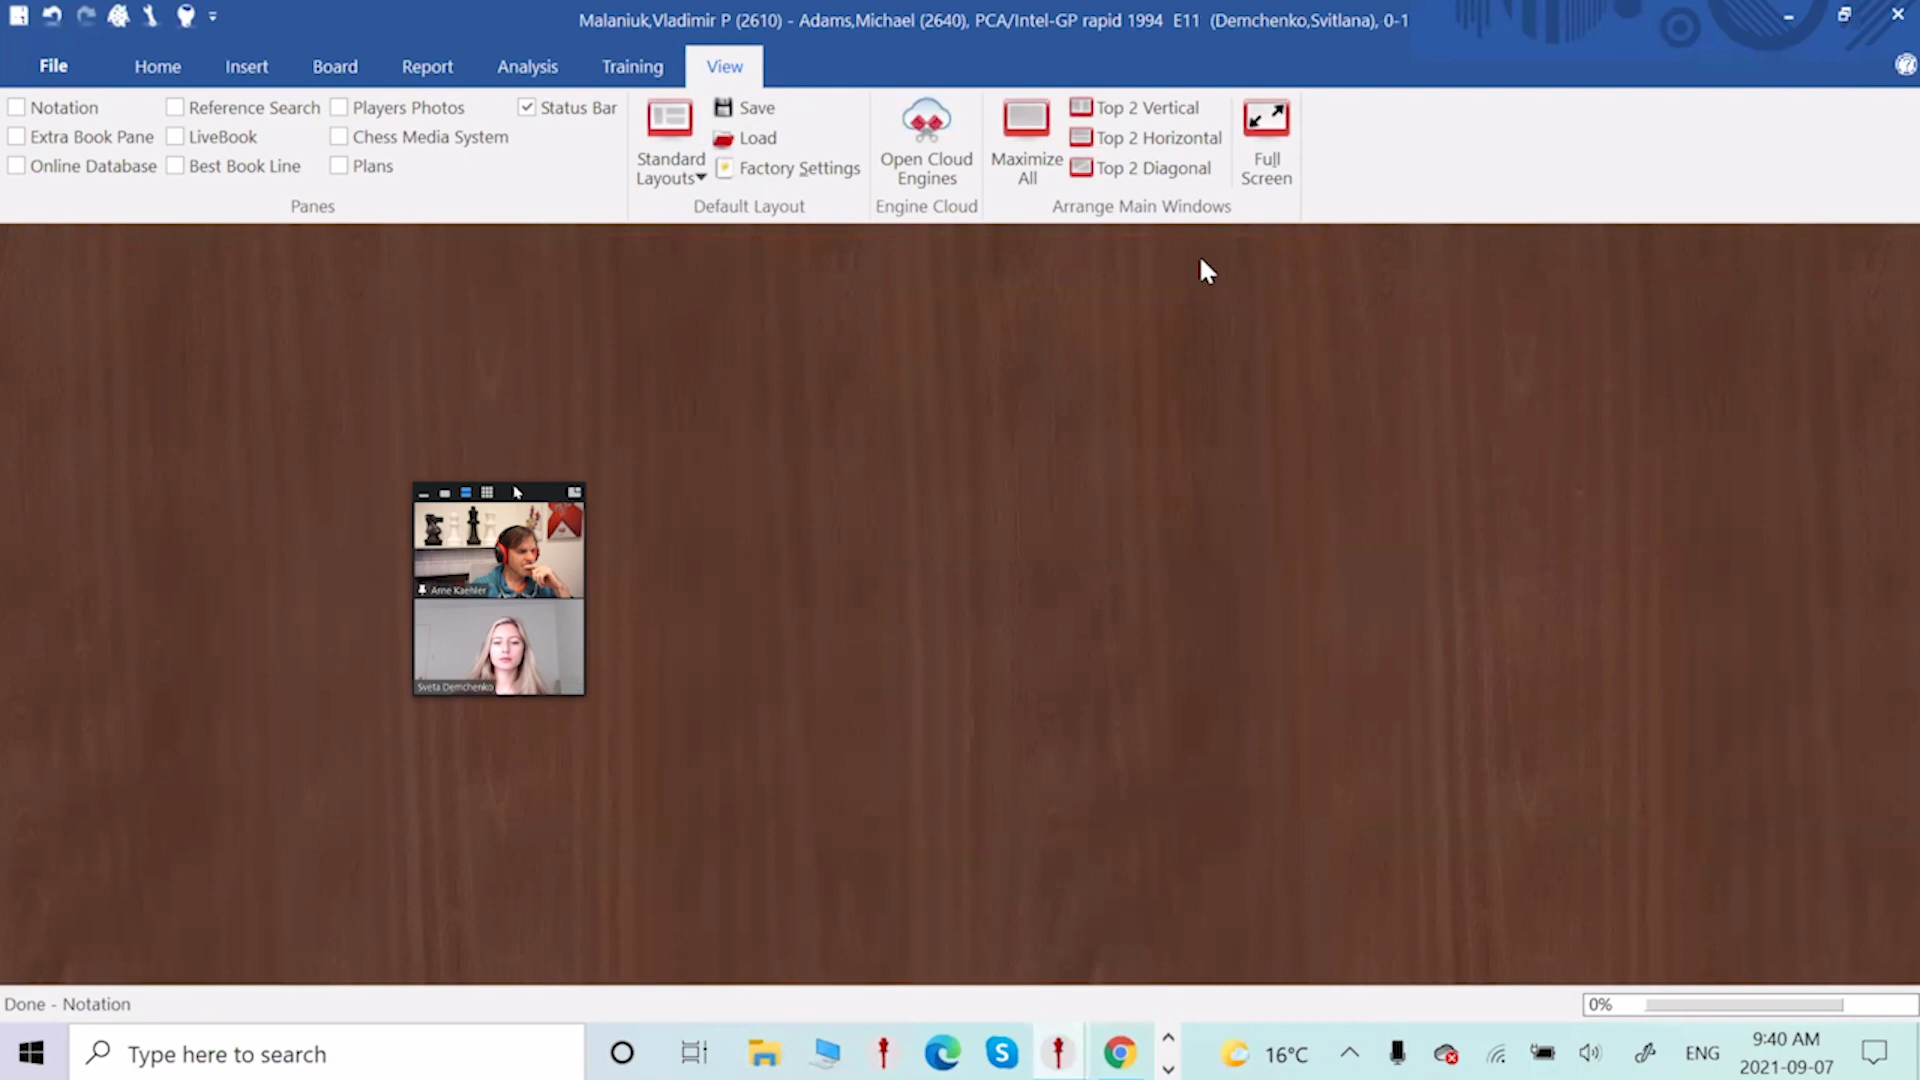 Malaniuk,Vladimir P (2610) - Adams,Michael (2640), PCA/Intel-GP rapid 1994 E11 (Demchenko,Svitlana), 0-1
File Home Insert Board Report Analysis Training View
Notation Reference Search Players Photos Status Bar
Extra Book Pane LiveBook Chess Media System
Online Database Best Book Line Plans
Panes
Standard Layouts
Save
Load
Factory Settings
Default Layout
Open Cloud Engines
Engine Cloud
Maximize All
Top 2 Vertical
Top 2 Horizontal
Top 2 Diagonal
Full Screen
Arrange Main Windows
Arne Kaehler
Sveta Demchenko
Done - Notation
0%
Type here to search
16°C
ENG
9:40 AM
2021-09-07